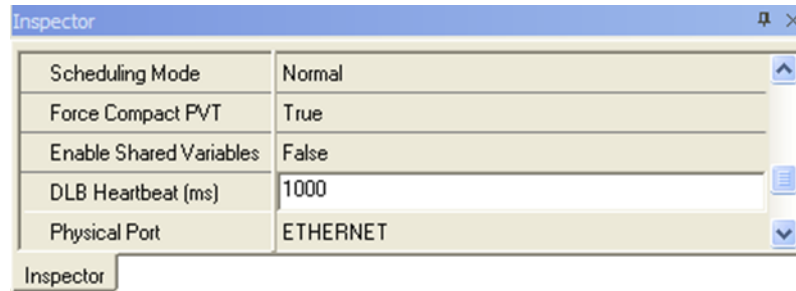 Inspector
Scheduling Mode Normal
Force Compact PVT True
Enable Shared Variables False
DLB Heartbeat (ms) 1000
Physical Port ETHERNET
Inspector